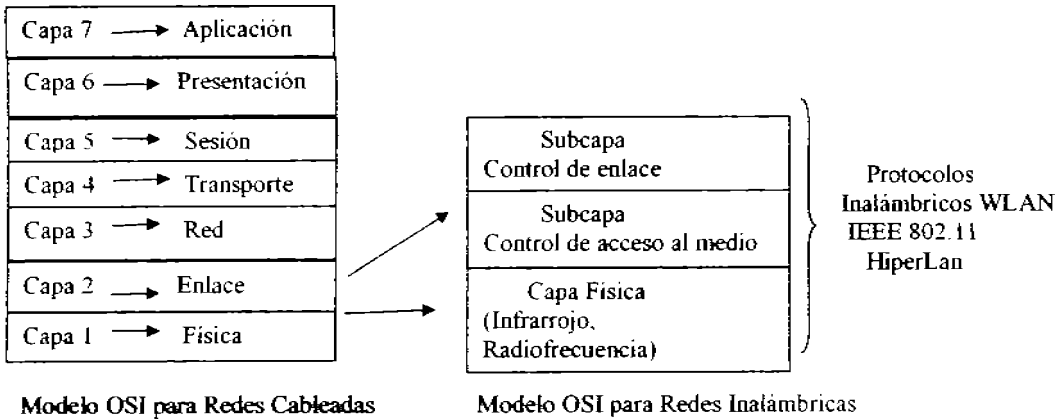 Capa 7 Aplicación
Capa 6 Presentación
Capa 5 Sesión
Capa 4 Transporte
Capa 3 Red
Capa 2 Enlace
Capa 1 Física
Modelo OSI para Redes Cableadas
Subcapa
Control de enlace
Subcapa
Control de acceso al medio
Capa Física
(Infrarrojo,
Radiofrecuencia)
Modelo OSI para Redes Inalámbricas
Protocolos
Inalámbricos WLAN
IEEE 802.11
HiperLan